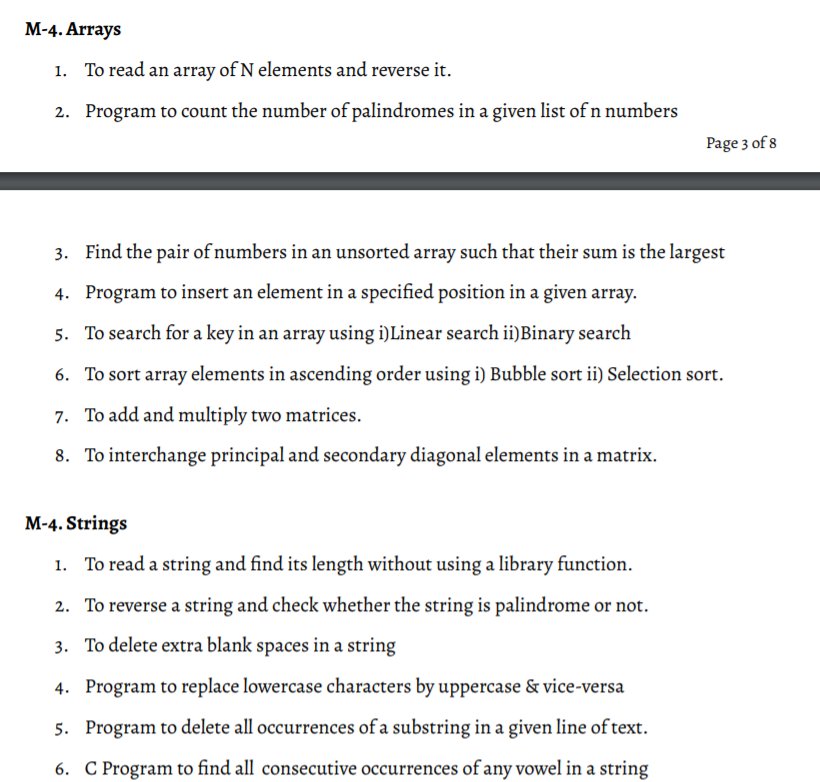 M-4. Arrays
1. To read an array of N elements and reverse it.
2. Program to count the number of palindromes in a given list of n numbers
Page 3 of 8
3. Find the pair of numbers in an unsorted array such that their sum is the largest
4. Program to insert an element in a specified position in a given array.
5. To search for a key in an array using i)Linear search ii)Binary search
6. To sort array elements in ascending order using i) Bubble sort ii) Selection sort.
7. To add and multiply two matrices.
8. To interchange principal and secondary diagonal elements in a matrix.
M-4. Strings
1. To read a string and find its length without using a library function.
2. To reverse a string and check whether the string is palindrome or not.
3. To delete extra blank spaces in a string
4. Program to replace lowercase characters by uppercase & vice-versa
5. Program to delete all occurrences of a substring in a given line of text.
6. C Program to find all consecutive occurrences of any vowel in a string